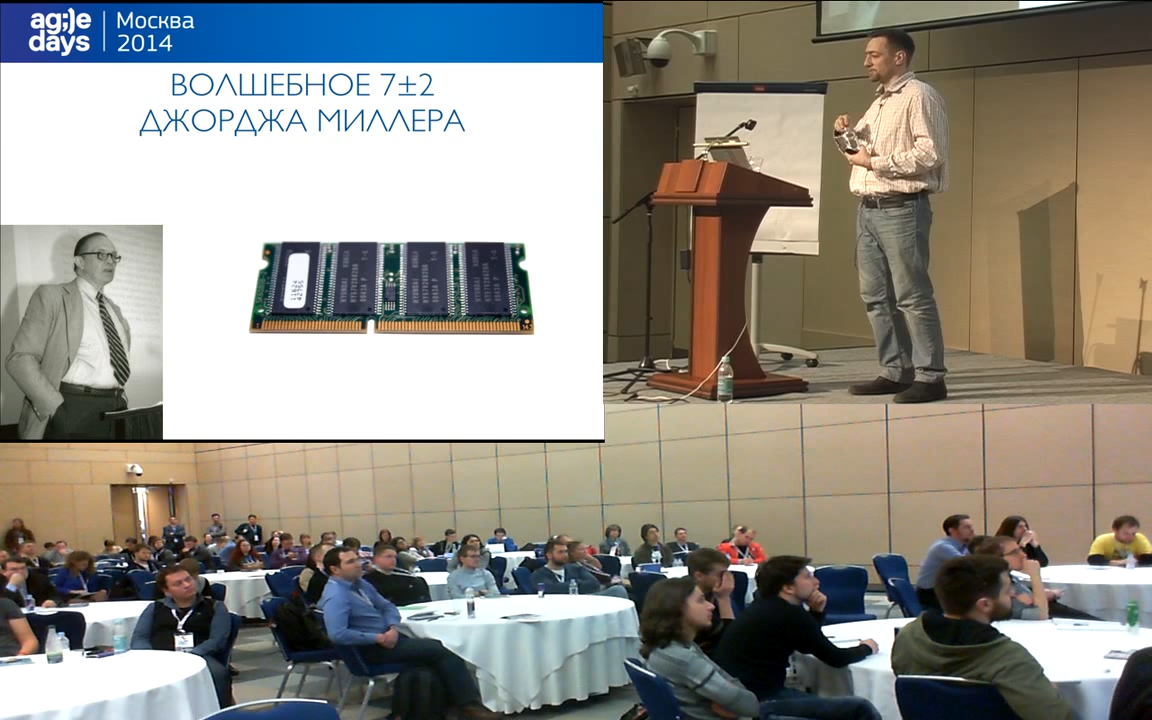 ag;)e
days
Москва
2014
ВОЛШЕБНОЕ 7±2
ДЖОРДЖА МИЛЛЕРА